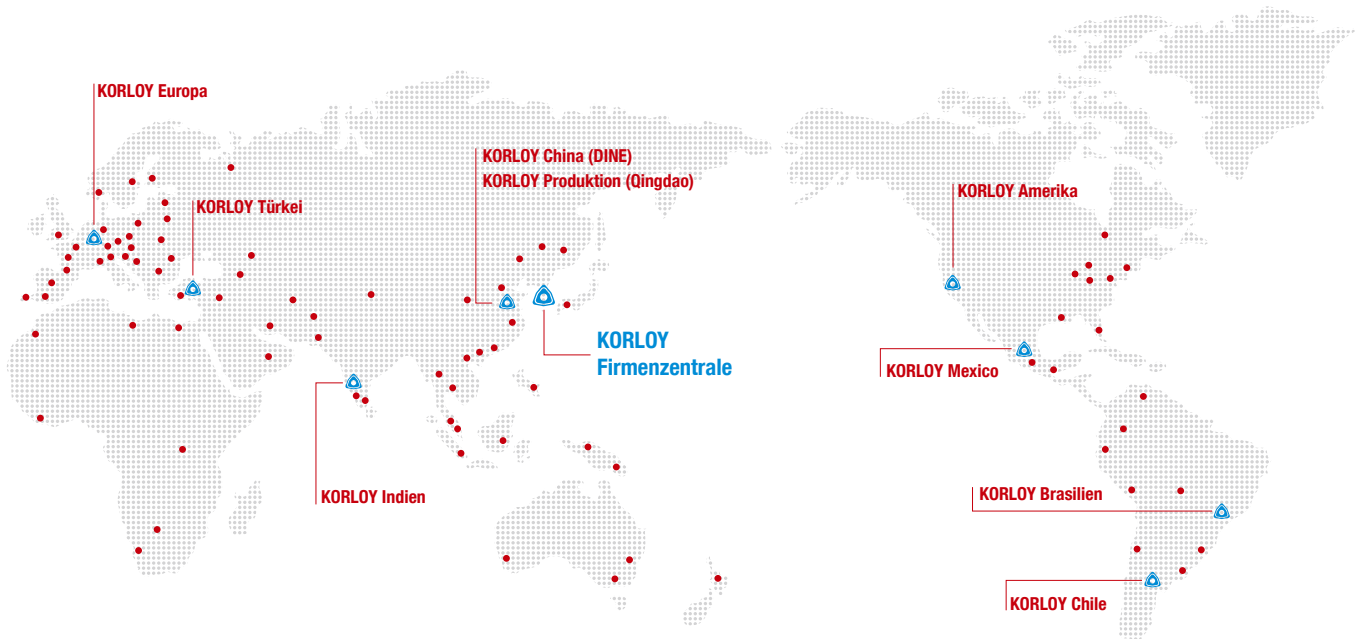 KORLOY Europa
KORLOY China (DINE)
KORLOY Produktion (Qingdao)
KORLOY Amerika
KORLOY Türkei
KORLOY
Firmenzentrale
KORLOY Mexico
KORLOY Indien
KORLOY Brasilien
KORLOY Chile